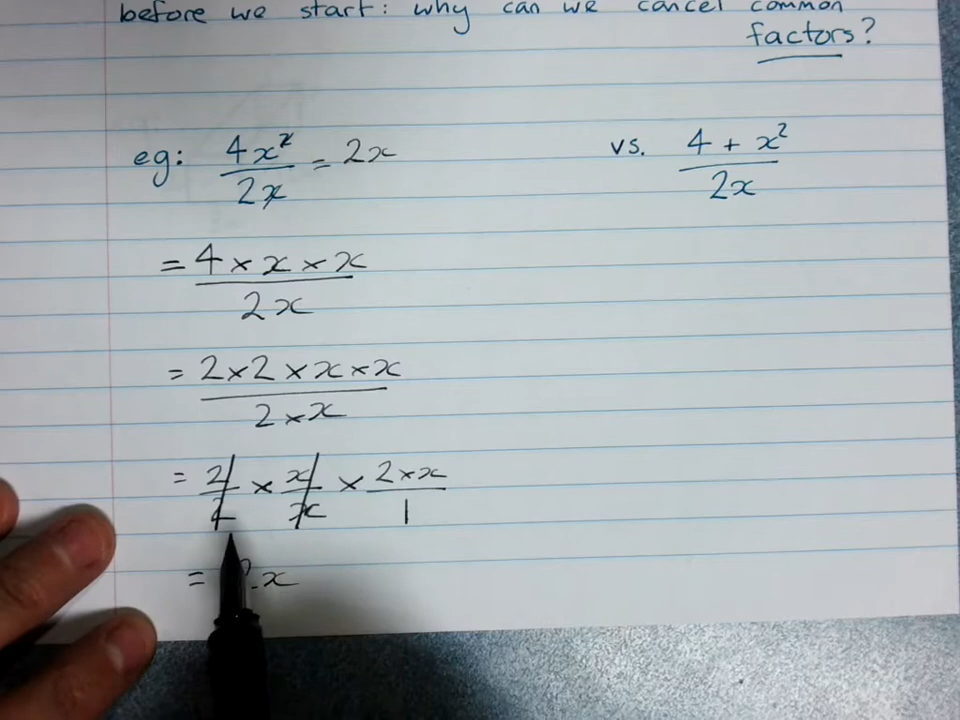 before we start: why can we cancel common
factors?
eg: 4x² / 2x = 2x
vs. 4 + x² / 2x
= 4 × x × x / 2x
= 2 × 2 × x × x / 2 × x
= 2/2 × x/x × 2 × x / 1
= 2.x